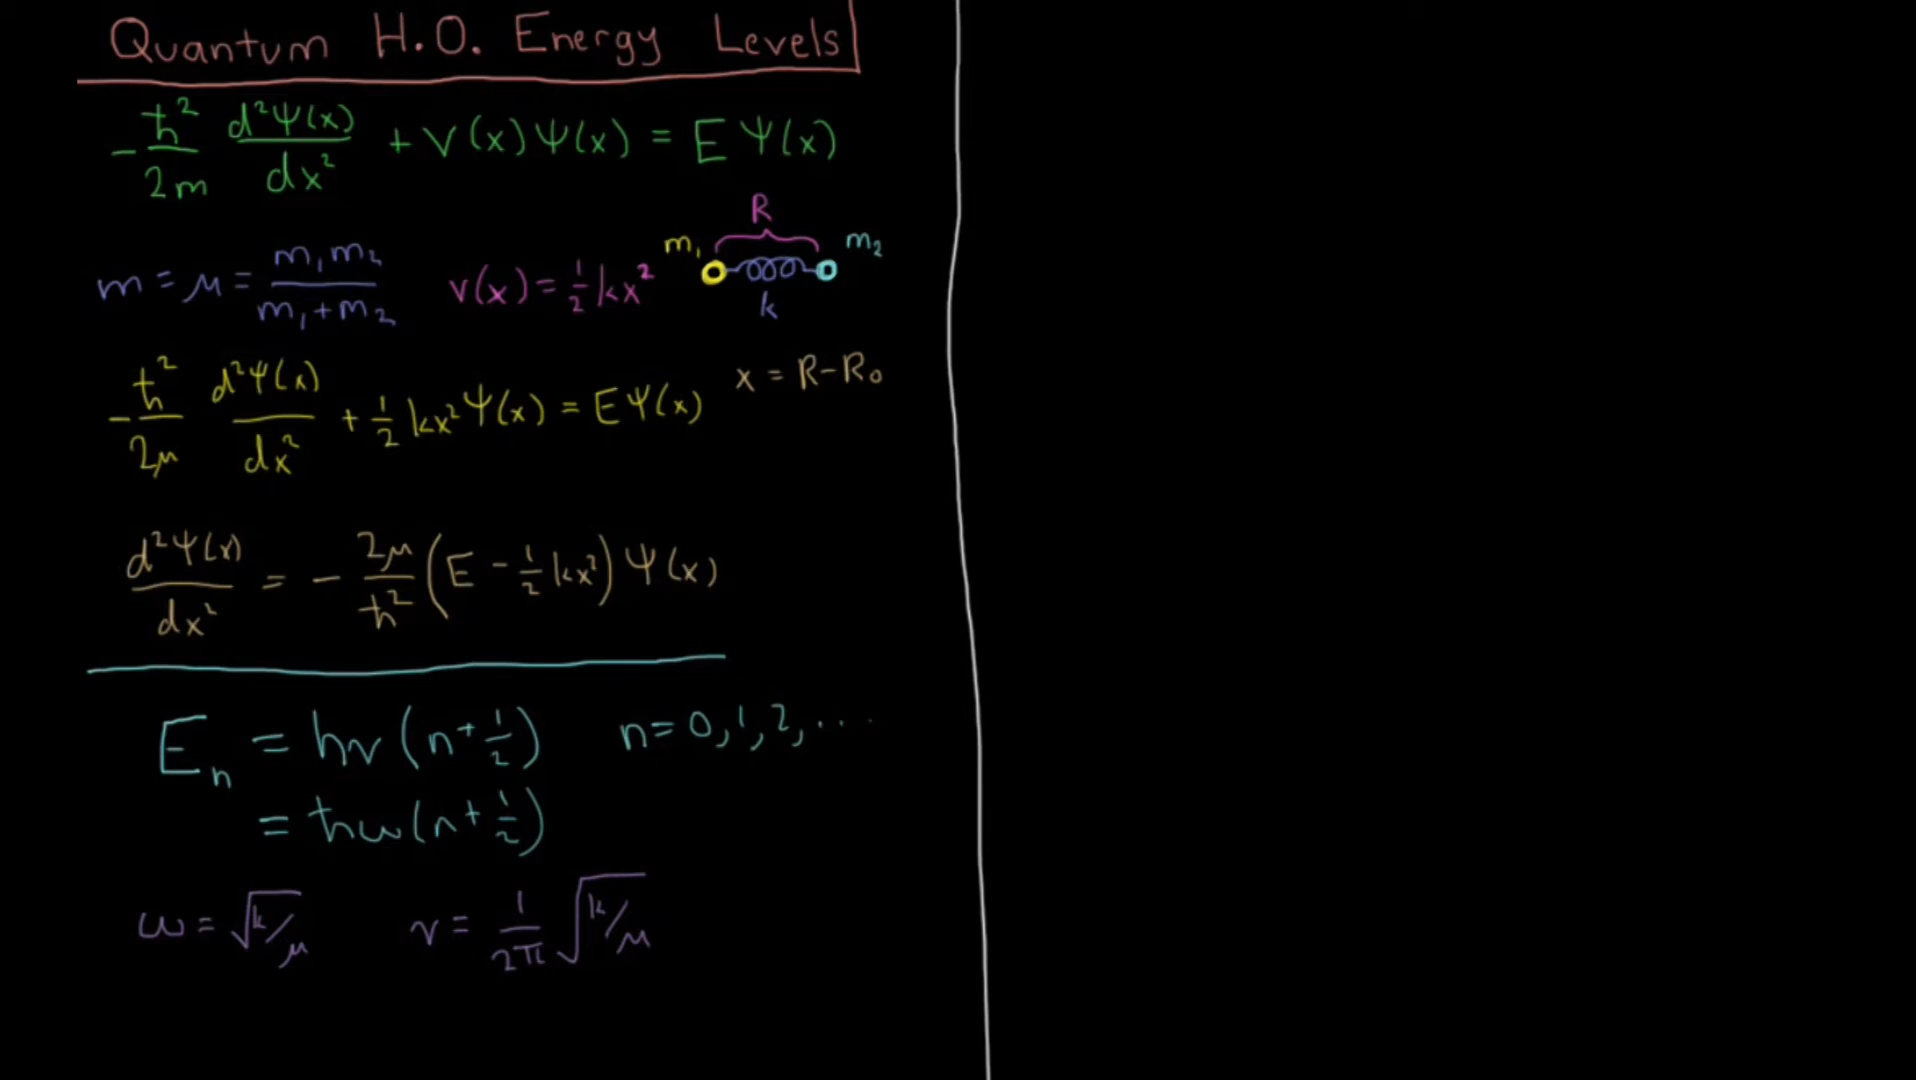 Quantum H.O. Energy Levels
-ħ²/2m d²Ψ(x)/dx² + V(x)Ψ(x) = EΨ(x)
R
m₁ m₂
m = μ = m₁m₂/m₁+m₂ V(x) = ½kx²
k
x = R-R₀
-ħ²/2μ d²Ψ(x)/dx² + ½kx²Ψ(x) = EΨ(x)
d²Ψ(x)/dx² = -2μ/ħ² (E - ½kx²)Ψ(x)
Eₙ = hν(n+½) n=0,1,2,....
= ħω(n+½)
ω = √k/μ ν = 1/2π √k/μ